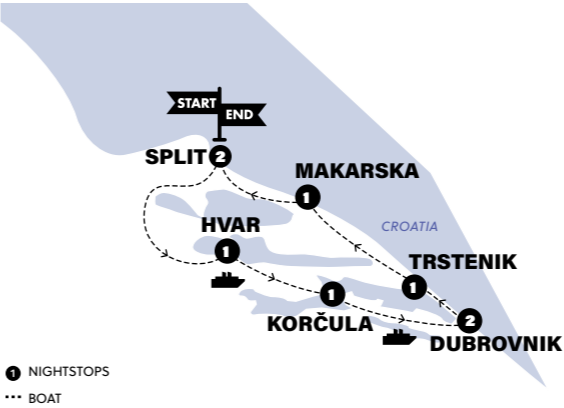 START
END
SPLIT 2
MAKARSKA
1
CROATIA
HVAR
1
TRSTENIK
1
1
KORČULA
2
DUBROVNIK
1 NIGHTSTOPS
BOAT